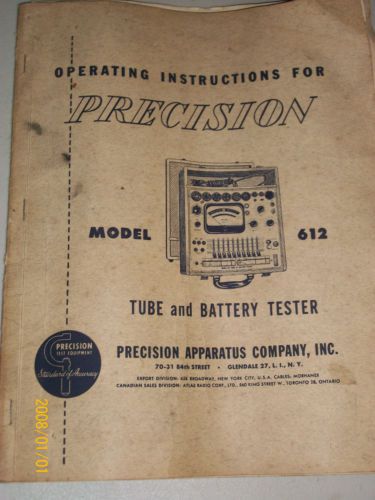 OPERATING INSTRUCTIONS FOR
PRECISION
MODEL 612
TUBE and BATTERY TESTER
PRECISION
TEST EQUIPMENT
Standard of Accuracy
PRECISION APPARATUS COMPANY, INC.
70-31 84th STREET • GLENDALE 27, L. I., N. Y.
EXPORT DIVISION: 458 BROADWAY, NEW YORK CITY, U.S.A. CABLES: MORHANEX
CANADIAN SALES DIVISION: ATLAS RADIO CORP., LTD., 560 KING STREET W., TORONTO 2B, ONTARIO
2008/01/01